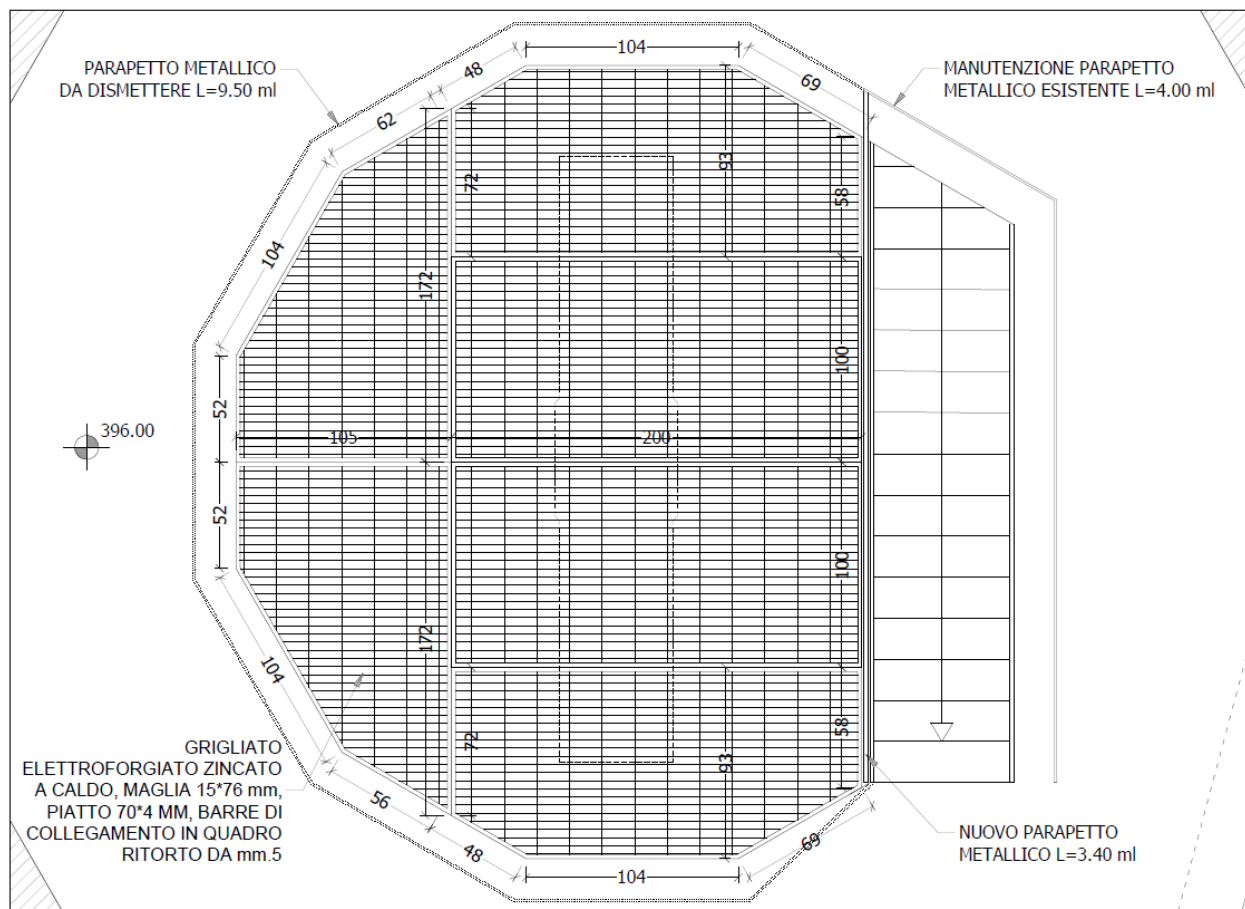 104
48
69
PARAPETTO METALLICO
DA DISMETTERE L=9.50 ml
MANUTENZIONE PARAPETTO
METALLICO ESISTENTE L=4.00 ml
62
93
72
58
104
172
100
52
396.00
105
200
52
100
172
104
72
93
58
GRIGLIATO
ELETTROFORGIATO ZINCATO
A CALDO, MAGLIA 15*76 mm,
PIATTO 70*4 MM, BARRE DI
COLLEGAMENTO IN QUADRO
RITORTO DA mm.5
56
48
104
69
NUOVO PARAPETTO
METALLICO L=3.40 ml